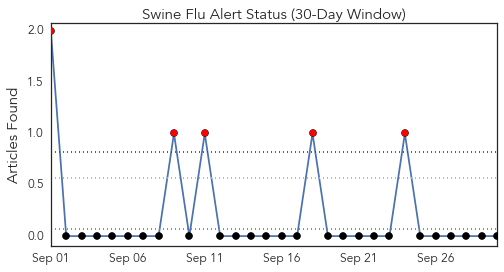 Swine Flu Alert Status (30-Day Window)
Articles Found
2.0
1.5
1.0
0.5
0.0
Sep 01 Sep 06 Sep 11 Sep 16 Sep 21 Sep 26